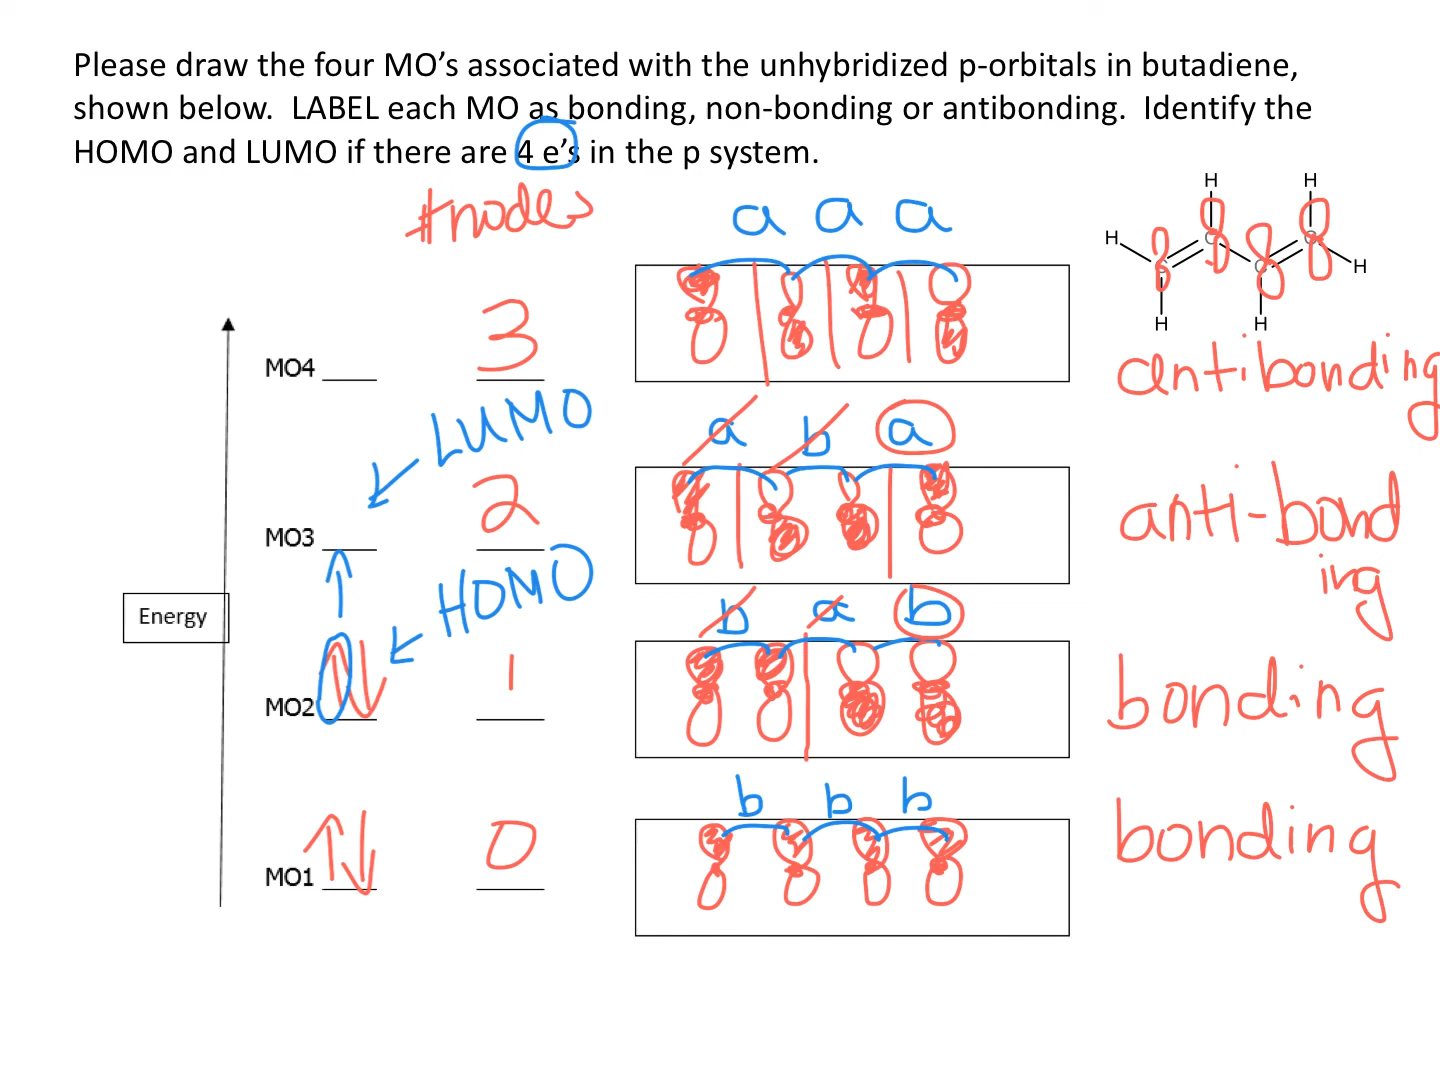 Please draw the four MO’s associated with the unhybridized p-orbitals in butadiene,
shown below.  LABEL each MO as bonding, non-bonding or antibonding.  Identify the
HOMO and LUMO if there are 4 e’s in the p system.
#nodes
a a a
H H
H C C
C C H
H H
MO4 3
antibonding
LUMO
a b a
MO3 2
anti-bond
ing
HOMO
b a b
Energy
MO2 1
bonding
b b b
MO1 0
bonding